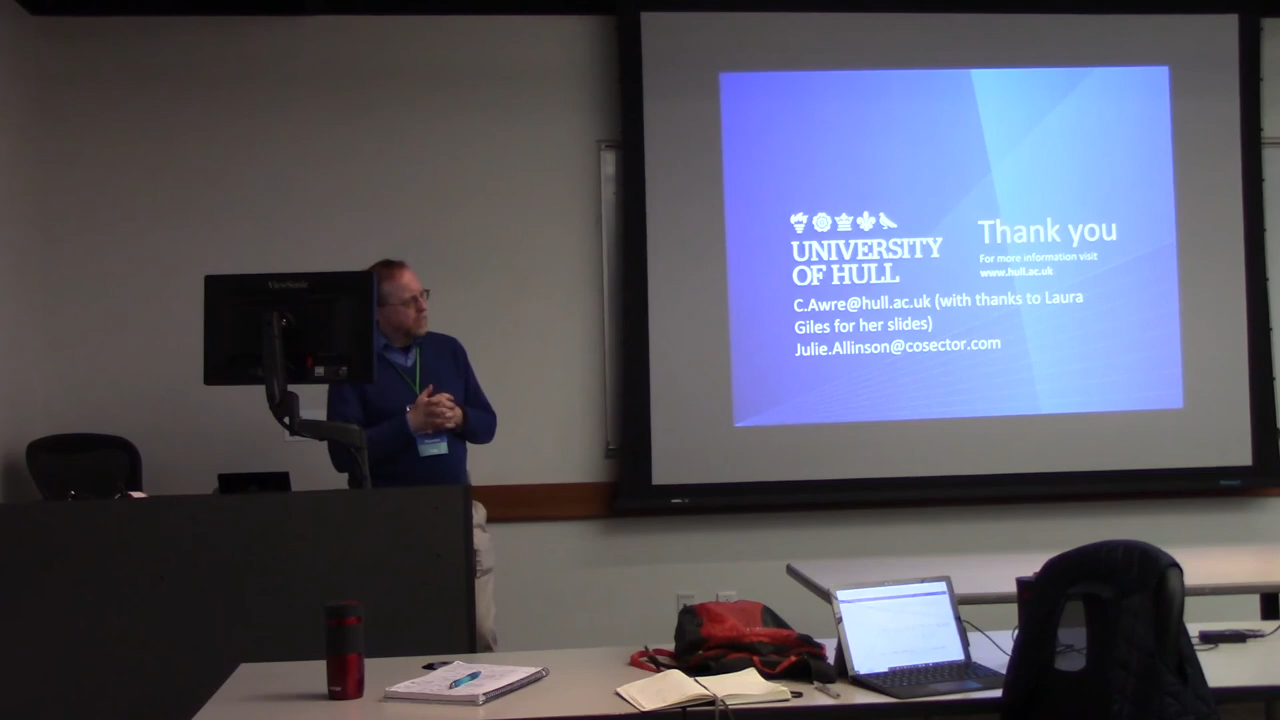 ViewSonic
UNIVERSITY
OF HULL
Thank you
For more information visit
www.hull.ac.uk
C.Awre@hull.ac.uk (with thanks to Laura
Giles for her slides)
Julie.Allinson@cosector.com